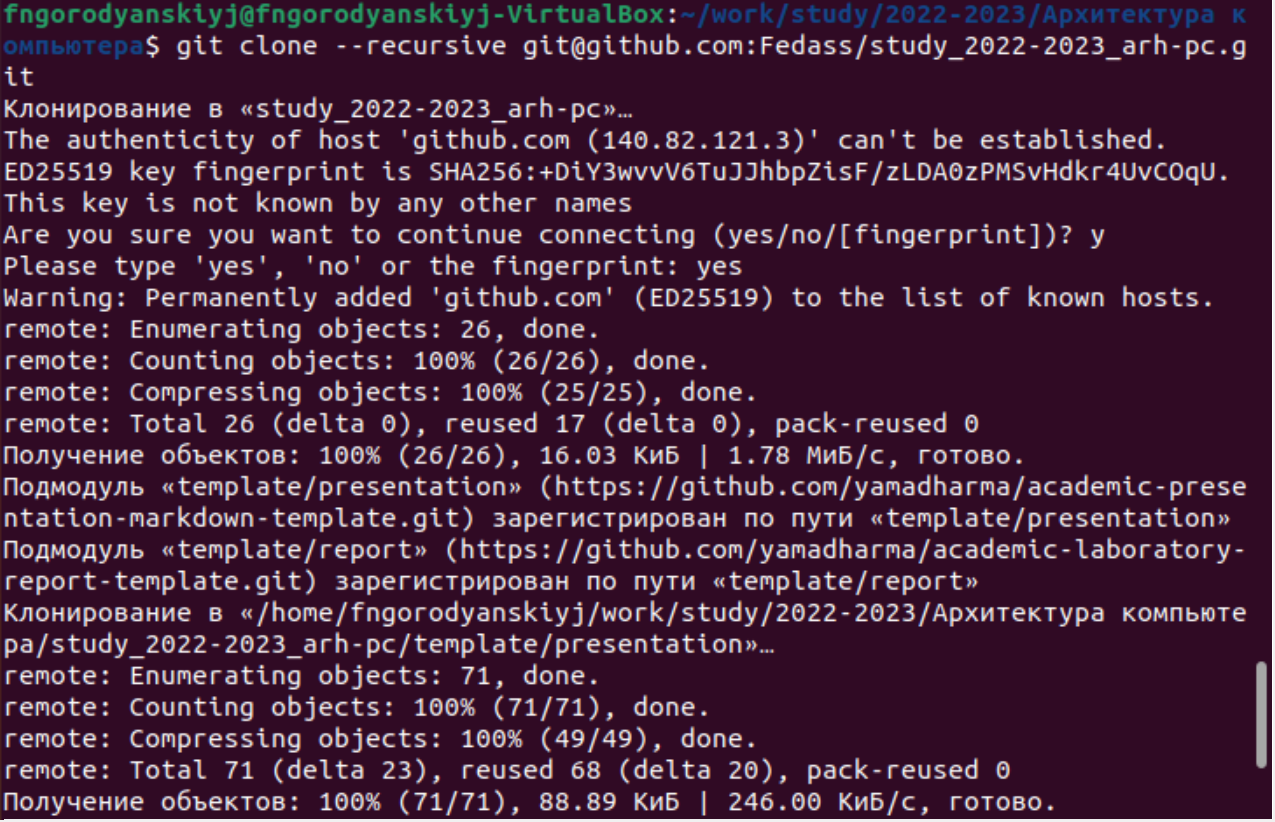 fngorodyanskiyj@fngorodyanskiyj-VirtualBox:~/work/study/2022-2023/Архитектура к
омпьютера$ git clone --recursive git@github.com:Fedass/study_2022-2023_arh-pc.g
it
Клонирование в «study_2022-2023_arh-pc»…
The authenticity of host 'github.com (140.82.121.3)' can't be established.
ED25519 key fingerprint is SHA256:+DiY3wvvV6TuJJhbpZisF/zLDA0zPMSvHdkr4UvCOqU.
This key is not known by any other names
Are you sure you want to continue connecting (yes/no/[fingerprint])? y
Please type 'yes', 'no' or the fingerprint: yes
Warning: Permanently added 'github.com' (ED25519) to the list of known hosts.
remote: Enumerating objects: 26, done.
remote: Counting objects: 100% (26/26), done.
remote: Compressing objects: 100% (25/25), done.
remote: Total 26 (delta 0), reused 17 (delta 0), pack-reused 0
Получение объектов: 100% (26/26), 16.03 КиБ | 1.78 МиБ/с, готово.
Подмодуль «template/presentation» (https://github.com/yamadharma/academic-prese
ntation-markdown-template.git) зарегистрирован по пути «template/presentation»
Подмодуль «template/report» (https://github.com/yamadharma/academic-laboratory-
report-template.git) зарегистрирован по пути «template/report»
Клонирование в «/home/fngorodyanskiyj/work/study/2022-2023/Архитектура компьюте
ра/study_2022-2023_arh-pc/template/presentation»…
remote: Enumerating objects: 71, done.
remote: Counting objects: 100% (71/71), done.
remote: Compressing objects: 100% (49/49), done.
remote: Total 71 (delta 23), reused 68 (delta 20), pack-reused 0
Получение объектов: 100% (71/71), 88.89 КиБ | 246.00 КиБ/с, готово.